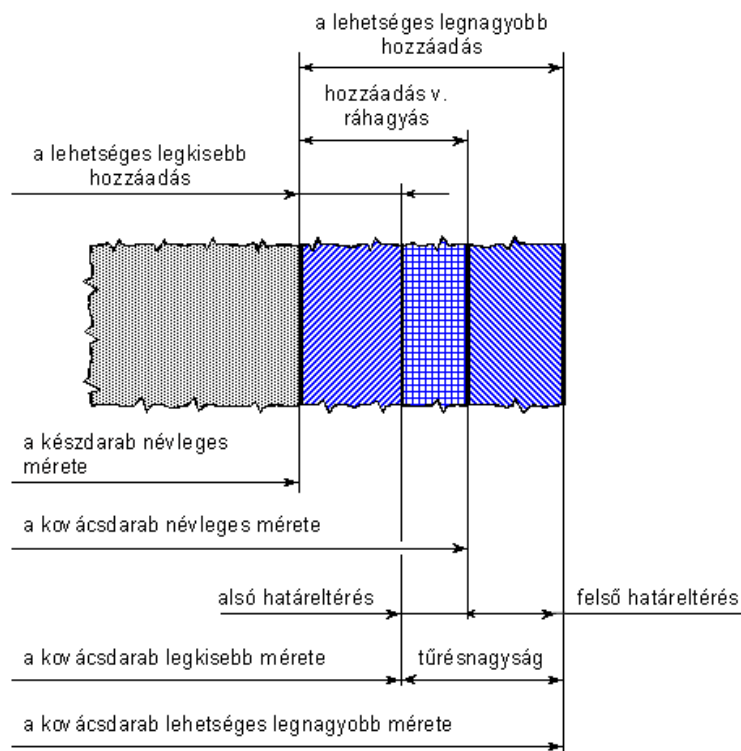 a lehetséges legnagyobb
hozzáadás
hozzáadás v.
ráhagyás
a lehetséges legkisebb
hozzáadás
a készdarab névleges
mérete
a kovácsdarab névleges mérete
alsó határeltérés
felső határeltérés
a kovácsdarab legkisebb mérete
tűrésnagyság
a kovácsdarab lehetséges legnagyobb mérete